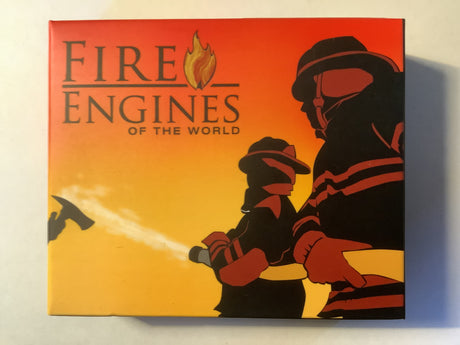 FIRE
ENGINES
OF THE WORLD